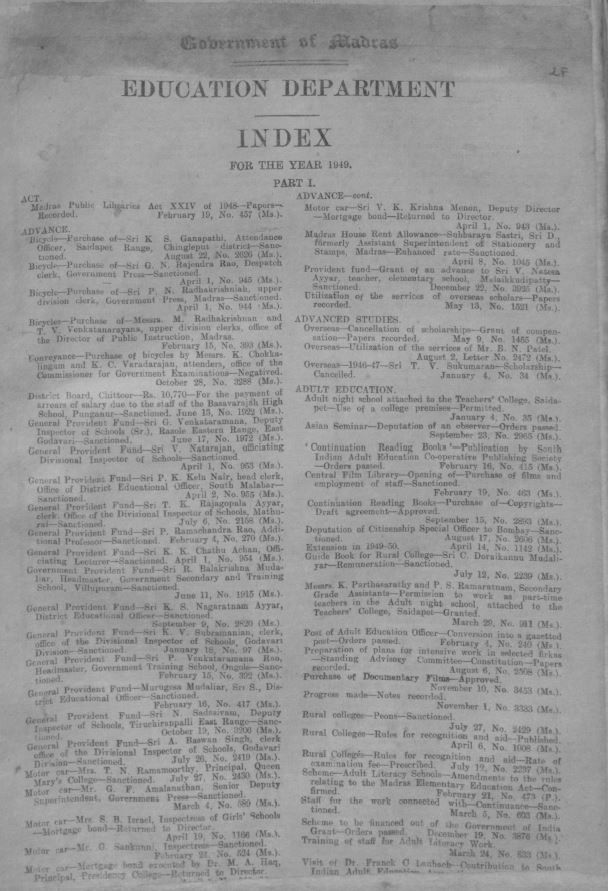 Government of Madras
28
EDUCATION DEPARTMENT
INDEX
FOR THE YEAR 1949.
PART I.
ACT.
Madras Public Libraries Act XXIV of 1948—Papers—
Recorded. February 19, No. 457 (Ms.).
ADVANCE.
Bicycle—Purchase of—Sri K S. Ganapathi, Attendance
Officer, Saidapet Range, Chingleput district—Sanc-
tioned. August 22, No. 2626 (Ms.).
Bicycle—Purchase of—Sri G. N. Rajendra Rao, Despatch
clerk, Government Press—Sanctioned.
April 1, No. 945 (Ms.).
Bicycle—Purchase of—Sri P. N. Radhakrishniah, upper
division clerk, Government Press, Madras—Sanctioned.
April 1, No. 944 (Ms.).
Bicycles—Purchase of—Messrs. M. Radhakrishnan and
T. V. Venkatanarayana, upper division clerks, office of
the Director of Public Instruction, Madras.
February 15, No. 393 (Ms.).
Conveyance—Purchase of bicycles by Messrs. K. Chokka-
lingam and K. C. Varadarajan, attenders, office of the
Commissioner for Government Examinations—Negatived.
October 28, No. 3288 (Ms.).
District Board, Chittoor—Rs. 10,770—For the payment of
arrears of salary due to the staff of the Basavarajah High
School, Punganur—Sanctioned. June 13, No. 1922 (Ms.).
General Provident Fund—Sri G. Venkataramana, Deputy
Inspector of Schools (Sr.), Razole Eastern Range, East
Godavari—Sanctioned. June 17, No. 1972 (Ms.).
General Provident Fund—Sri V. Natarajan, officiating
Divisional Inspector of Schools—Sanctioned
April 1, No. 953 (Ms.).
General Provident Fund—Sri P. K. Kelu Nair, head clerk,
Office of District Educational Officer, South Malabar—
Sanctioned. April 2, No. 955 (Ms.).
General Provident Fund—Sri T. K. Rajagopala Ayyar,
clerk, Office of the Divisional Inspector of Schools, Mathu-
rai—Sanctioned. July 6, No. 2158 (Ms.).
General Provident Fund—Sri P. Ramachandra Rao, Addi-
tional Professor—Sanctioned. February 4, No. 270 (Ms.).
General Provident Fund—Sri K. K. Chathu Achan, Offi-
ciating Lecturer—Sanctioned. April 1, No. 954 (Ms.).
Government Provident Fund—Sri R. Balakrishna Muda-
liar, Headmaster, Government Secondary and Training
School, Villupuram—Sanctioned.
June 11, No. 1915 (Ms.).
General Provident Fund—Sri K. S. Nagaratnam Ayyar,
District Educational Officer—Sanctioned.
September 9, No. 2820 (Ms.).
General Provident Fund—Sri K. V. Subramanian, clerk,
office of the Divisional Inspector of Schools, Godavari
Division—Sanctioned. January 18, No. 97 (Ms.).
General Provident Fund—Sri P. Venkataramana Rao,
Headmaster, Government Training School, Ongole—Sanc-
tioned. February 15, No. 392 (Ms.).
General Provident Fund—Murugesa Mudaliar, Sri S., Dis-
trict Educational Officer—Sanctioned.
February 16, No. 417 (Ms.).
General Provident Fund—Sri N. Sadasivam, Deputy
Inspector of Schools, Tiruchirappalli East Range—Sanc-
tioned. October 19, No. 3206 (Ms.).
General Provident Fund—Sri A. Easwan Singh, clerk
office of the Divisional Inspector of Schools, Godavari
Division—Sanctioned. July 26, No. 2419 (Ms.).
Motor car—Mrs. T. N. Ramamoorthy, Principal, Queen
Mary's College—Sanctioned. July 27, No. 2430 (Ms.).
Motor car—Mr. G. F. Amalanathan, Senior Deputy
Superintendent, Government Press—Sanctioned.
March 4, No. 580 (Ms.).
Motor car—Mrs. S. B. Israel, Inspectress of Girls' Schools
—Mortgage bond—Returned to Director.
April 19, No. 1166 (Ms.).
Motor car—Mr. G. Sankunni, Inspectress—Sanctioned.
February 24, No. 524 (Ms.).
Motor car—Mortgage bond executed by Dr. M. A. Haq,
Principal, Presidency College—Returned to Director.
ADVANCE—cont.
Motor car—Sri V. K. Krishna Menon, Deputy Director
—Mortgage bond—Returned to Director.
April 1, No. 943 (Ms.).
Madras House Rent Allowance—Subbaraya Sastri, Sri D.,
formerly Assistant Superintendent of Stationery and
Stamps, Madras—Enhanced rate—Sanctioned.
April 8, No. 1045 (Ms.).
Provident fund—Grant of an advance to Sri V. Natesa
Ayyar, teacher, elementary school, Malaikkudipatty—
Sanctioned. December 22, No. 3925 (Ms.).
Utilization of the services of overseas scholars—Papers
recorded. May 13, No. 1521 (Ms.).
ADVANCED STUDIES.
Overseas—Cancellation of scholarships—Grant of compen-
sation—Papers recorded. May 9, No. 1455 (Ms.).
Overseas—Utilization of the services of Mr. B. N. Patel.
August 2, Letter No. 2472 (Ms.).
Overseas—1946-47—Sri T. V. Sukumaran—Scholarship—
Cancelled. January 4, No. 34 (Ms.).
ADULT EDUCATION.
Adult night school attached to the Teachers' College, Saida-
pet—Use of a college premises—Permitted.
January 4, No. 35 (Ms.).
Asian Seminar—Deputation of an observer—Orders passed.
September 23, No. 2965 (Ms.).
'Continuation Reading Books'—Publication by South
Indian Adult Education Co-operative Publishing Society
—Orders passed. February 16, No. 415 (Ms.).
Central Film Library—Opening of—Purchase of films and
employment of staff—Sanctioned.
February 19, No. 463 (Ms.).
Continuation Reading Books—Purchase of—Copyrights—
Draft agreement—Approved.
September 15, No. 2893 (Ms.).
Deputation of Citizenship Special Officer to Bombay—Sanc-
tioned. August 17, No. 2606 (Ms.).
Extension in 1949-50. April 14, No. 1142 (Ms.).
Guide Book for Rural College—Sri C. Doraikannu Mudali-
yar—Remuneration—Sanctioned.
July 12, No. 2239 (Ms.).
Messrs. K. Parthasarathy and P. S. Ramaratnam, Secondary
Grade Assistants—Permission to work as part-time
teachers in the Adult night school, attached to the
Teachers' College, Saidapet—Granted.
March 29, No. 911 (Ms.).
Post of Adult Education Officer—Conversion into a gazetted
post—Orders passed. February 4, No. 240 (Ms.).
Preparation of plans for intensive work in selected firkas
—Standing Advisory Committee—Constitution—Papers
recorded. August 6, No. 2508 (Ms.).
Purchase of Documentary Films—Approved.
November 10, No. 3453 (Ms.).
Progress made—Notes recorded.
November 1, No. 3333 (Ms.).
Rural colleges—Peons—Sanctioned.
July 27, No. 2429 (Ms.).
Rural Colleges—Rules for recognition and aid—Published.
April 6, No. 1008 (Ms.).
Rural Colleges—Rules for recognition and aid—Rate of
examination fee—Prescribed. July 12, No. 2237 (Ms.).
Scheme—Adult Literacy Schools—Amendments to the rules
relating to the Madras Elementary Education Act—Con-
firmed. February 21, No. 473 (P.).
Staff for the work connected with—Continuance—Sanc-
tioned. March 5, No. 603 (Ms.).
Scheme to be financed out of the Government of India
Grant—Orders passed. December 19, No. 3876 (Ms.).
Training of staff for Adult Literacy Work.
March 24, No. 833 (Ms.).
Visit of Dr. Franck C Laubach—Contribution to South
Indian Adult Education